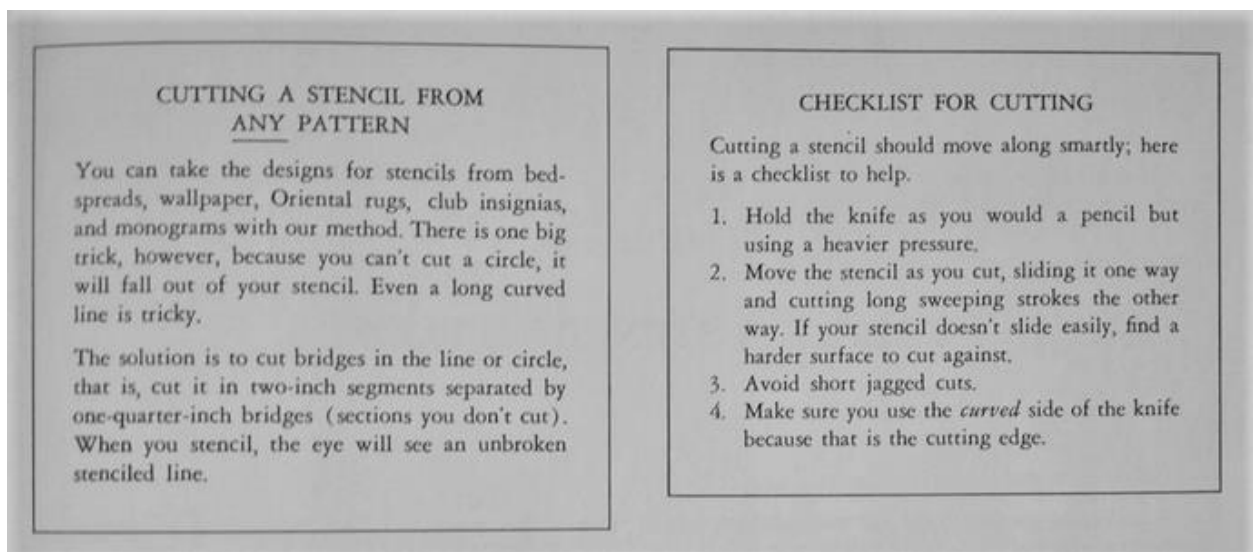 CUTTING A STENCIL FROM
ANY PATTERN
You can take the designs for stencils from bed-
spreads, wallpaper, Oriental rugs, club insignias,
and monograms with our method. There is one big
trick, however, because you can't cut a circle, it
will fall out of your stencil. Even a long curved
line is tricky.
The solution is to cut bridges in the line or circle,
that is, cut it in two-inch segments separated by
one-quarter-inch bridges (sections you don't cut).
When you stencil, the eye will see an unbroken
stenciled line.
CHECKLIST FOR CUTTING
Cutting a stencil should move along smartly; here
is a checklist to help.
1. Hold the knife as you would a pencil but
using a heavier pressure.
2. Move the stencil as you cut, sliding it one way
and cutting long sweeping strokes the other
way. If your stencil doesn't slide easily, find a
harder surface to cut against.
3. Avoid short jagged cuts.
4. Make sure you use the curved side of the knife
because that is the cutting edge.